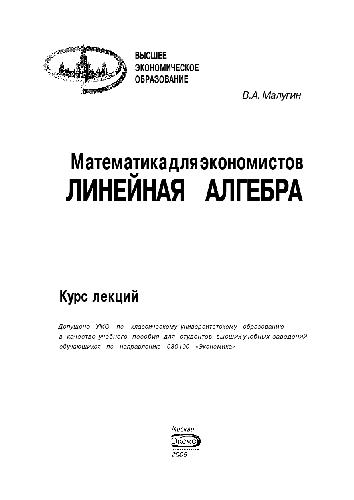 ВЫСШЕЕ
ЭКОНОМИЧЕСКОЕ
ОБРАЗОВАНИЕ
В.А. Малугин
Математика для экономистов
ЛИНЕЙНАЯ АЛГЕБРА
Курс лекций
Допущено УМО по классическому университетскому образованию
в качестве учебного пособия для студентов высших учебных заведений
обучающихся по направлению «Экономика»
Москва
ЭКСМО
2006